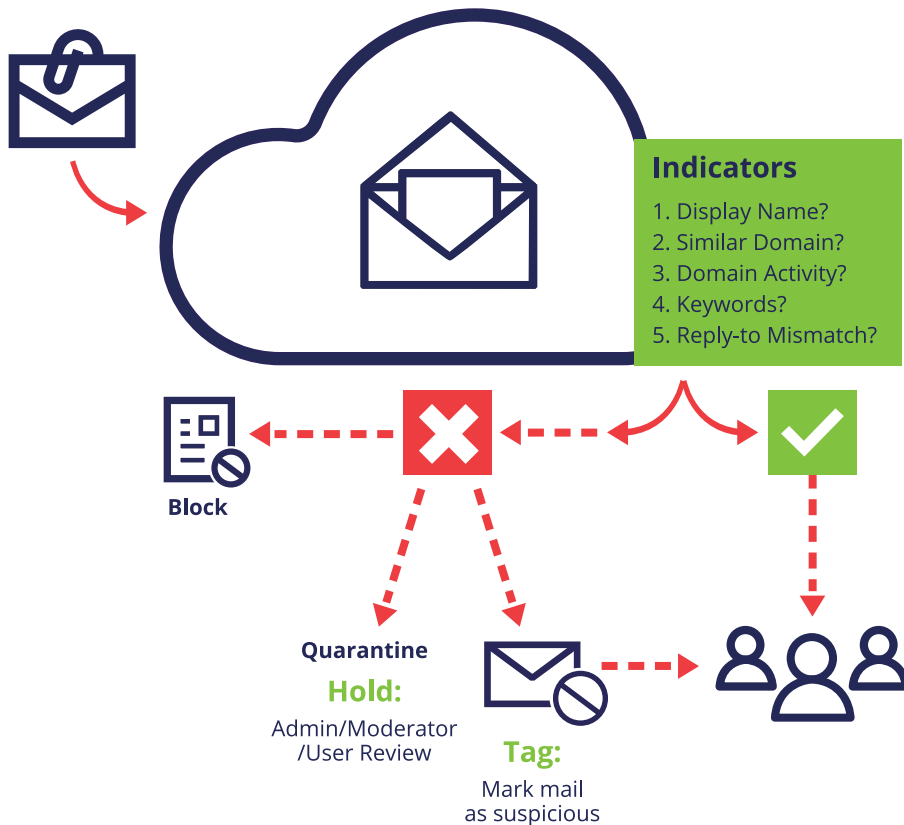 Indicators
1. Display Name?
2. Similar Domain?
3. Domain Activity?
4. Keywords?
5. Reply-to Mismatch?
Block
Quarantine
Hold:
Admin/Moderator
/User Review
Tag:
Mark mail
as suspicious